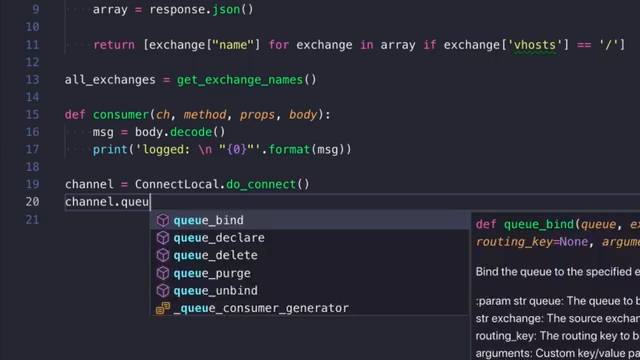 9 array = response.json()
10
11 return [exchange["name"] for exchange in array if exchange['vhosts'] == '/']
12
13 all_exchanges = get_exchange_names()
14
15 def consumer(ch, method, props, body):
16 msg = body.decode()
17 print('logged: \n "{0}"'.format(msg))
18
19 channel = ConnectLocal.do_connect()
20 channel.queu
21
queue_bind
queue_declare
queue_delete
queue_purge
queue_unbind
_queue_consumer_generator
def queue_bind(queue, e
routing_key=None, argume
Bind the queue to the specified e
:param str queue: The queue to b
str exchange: The source exchan
routing_key: The routing key to b
arguments: Custom key/value pa